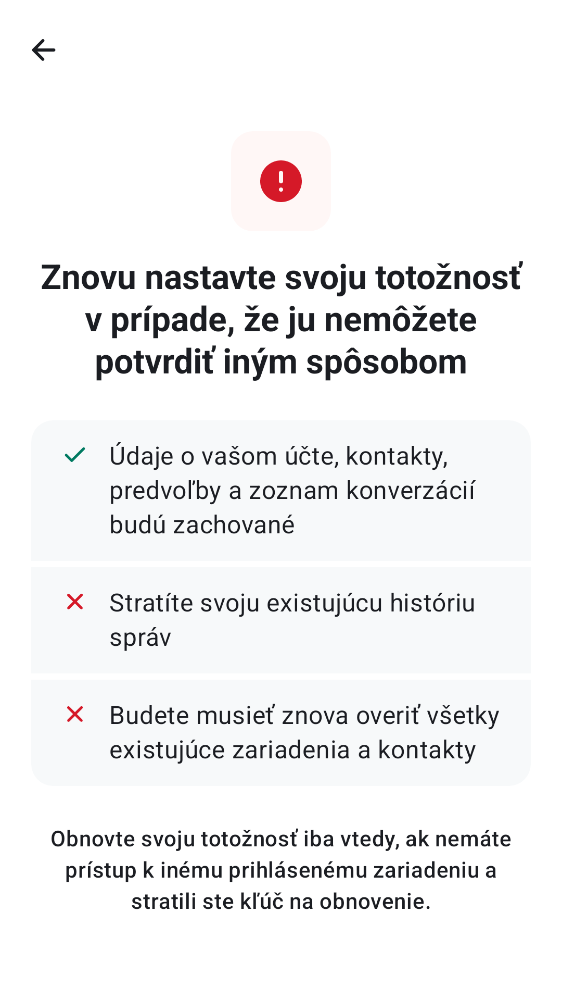 Znovu nastavte svoju totožnosť
v prípade, že ju nemôžete
potvrdiť iným spôsobom
Údaje o vašom účte, kontakty,
predvoľby a zoznam konverzácií
budú zachované
Stratíte svoju existujúcu históriu
správ
Budete musieť znova overiť všetky
existujúce zariadenia a kontakty
Obnovte svoju totožnosť iba vtedy, ak nemáte
prístup k inému prihlásenému zariadeniu a
stratili ste kľúč na obnovenie.